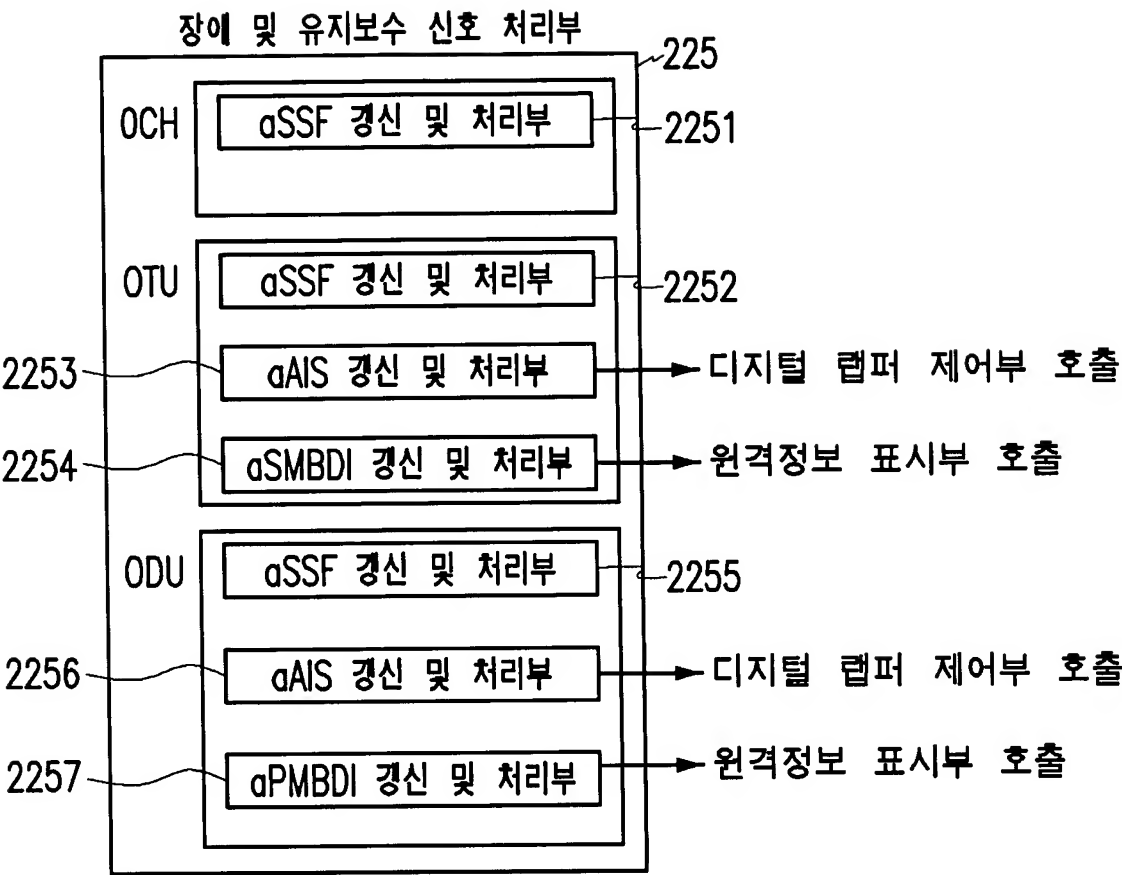 장애 및 유지보수 신호 처리부
225
OCH
aSSF 갱신 및 처리부
2251
OTU
aSSF 갱신 및 처리부
2252
2253
aAIS 갱신 및 처리부
디지털 랩퍼 제어부 호출
2254
aSMBDI 갱신 및 처리부
원격정보 표시부 호출
ODU
aSSF 갱신 및 처리부
2255
2256
aAIS 갱신 및 처리부
디지털 랩퍼 제어부 호출
2257
aPMBDI 갱신 및 처리부
원격정보 표시부 호출